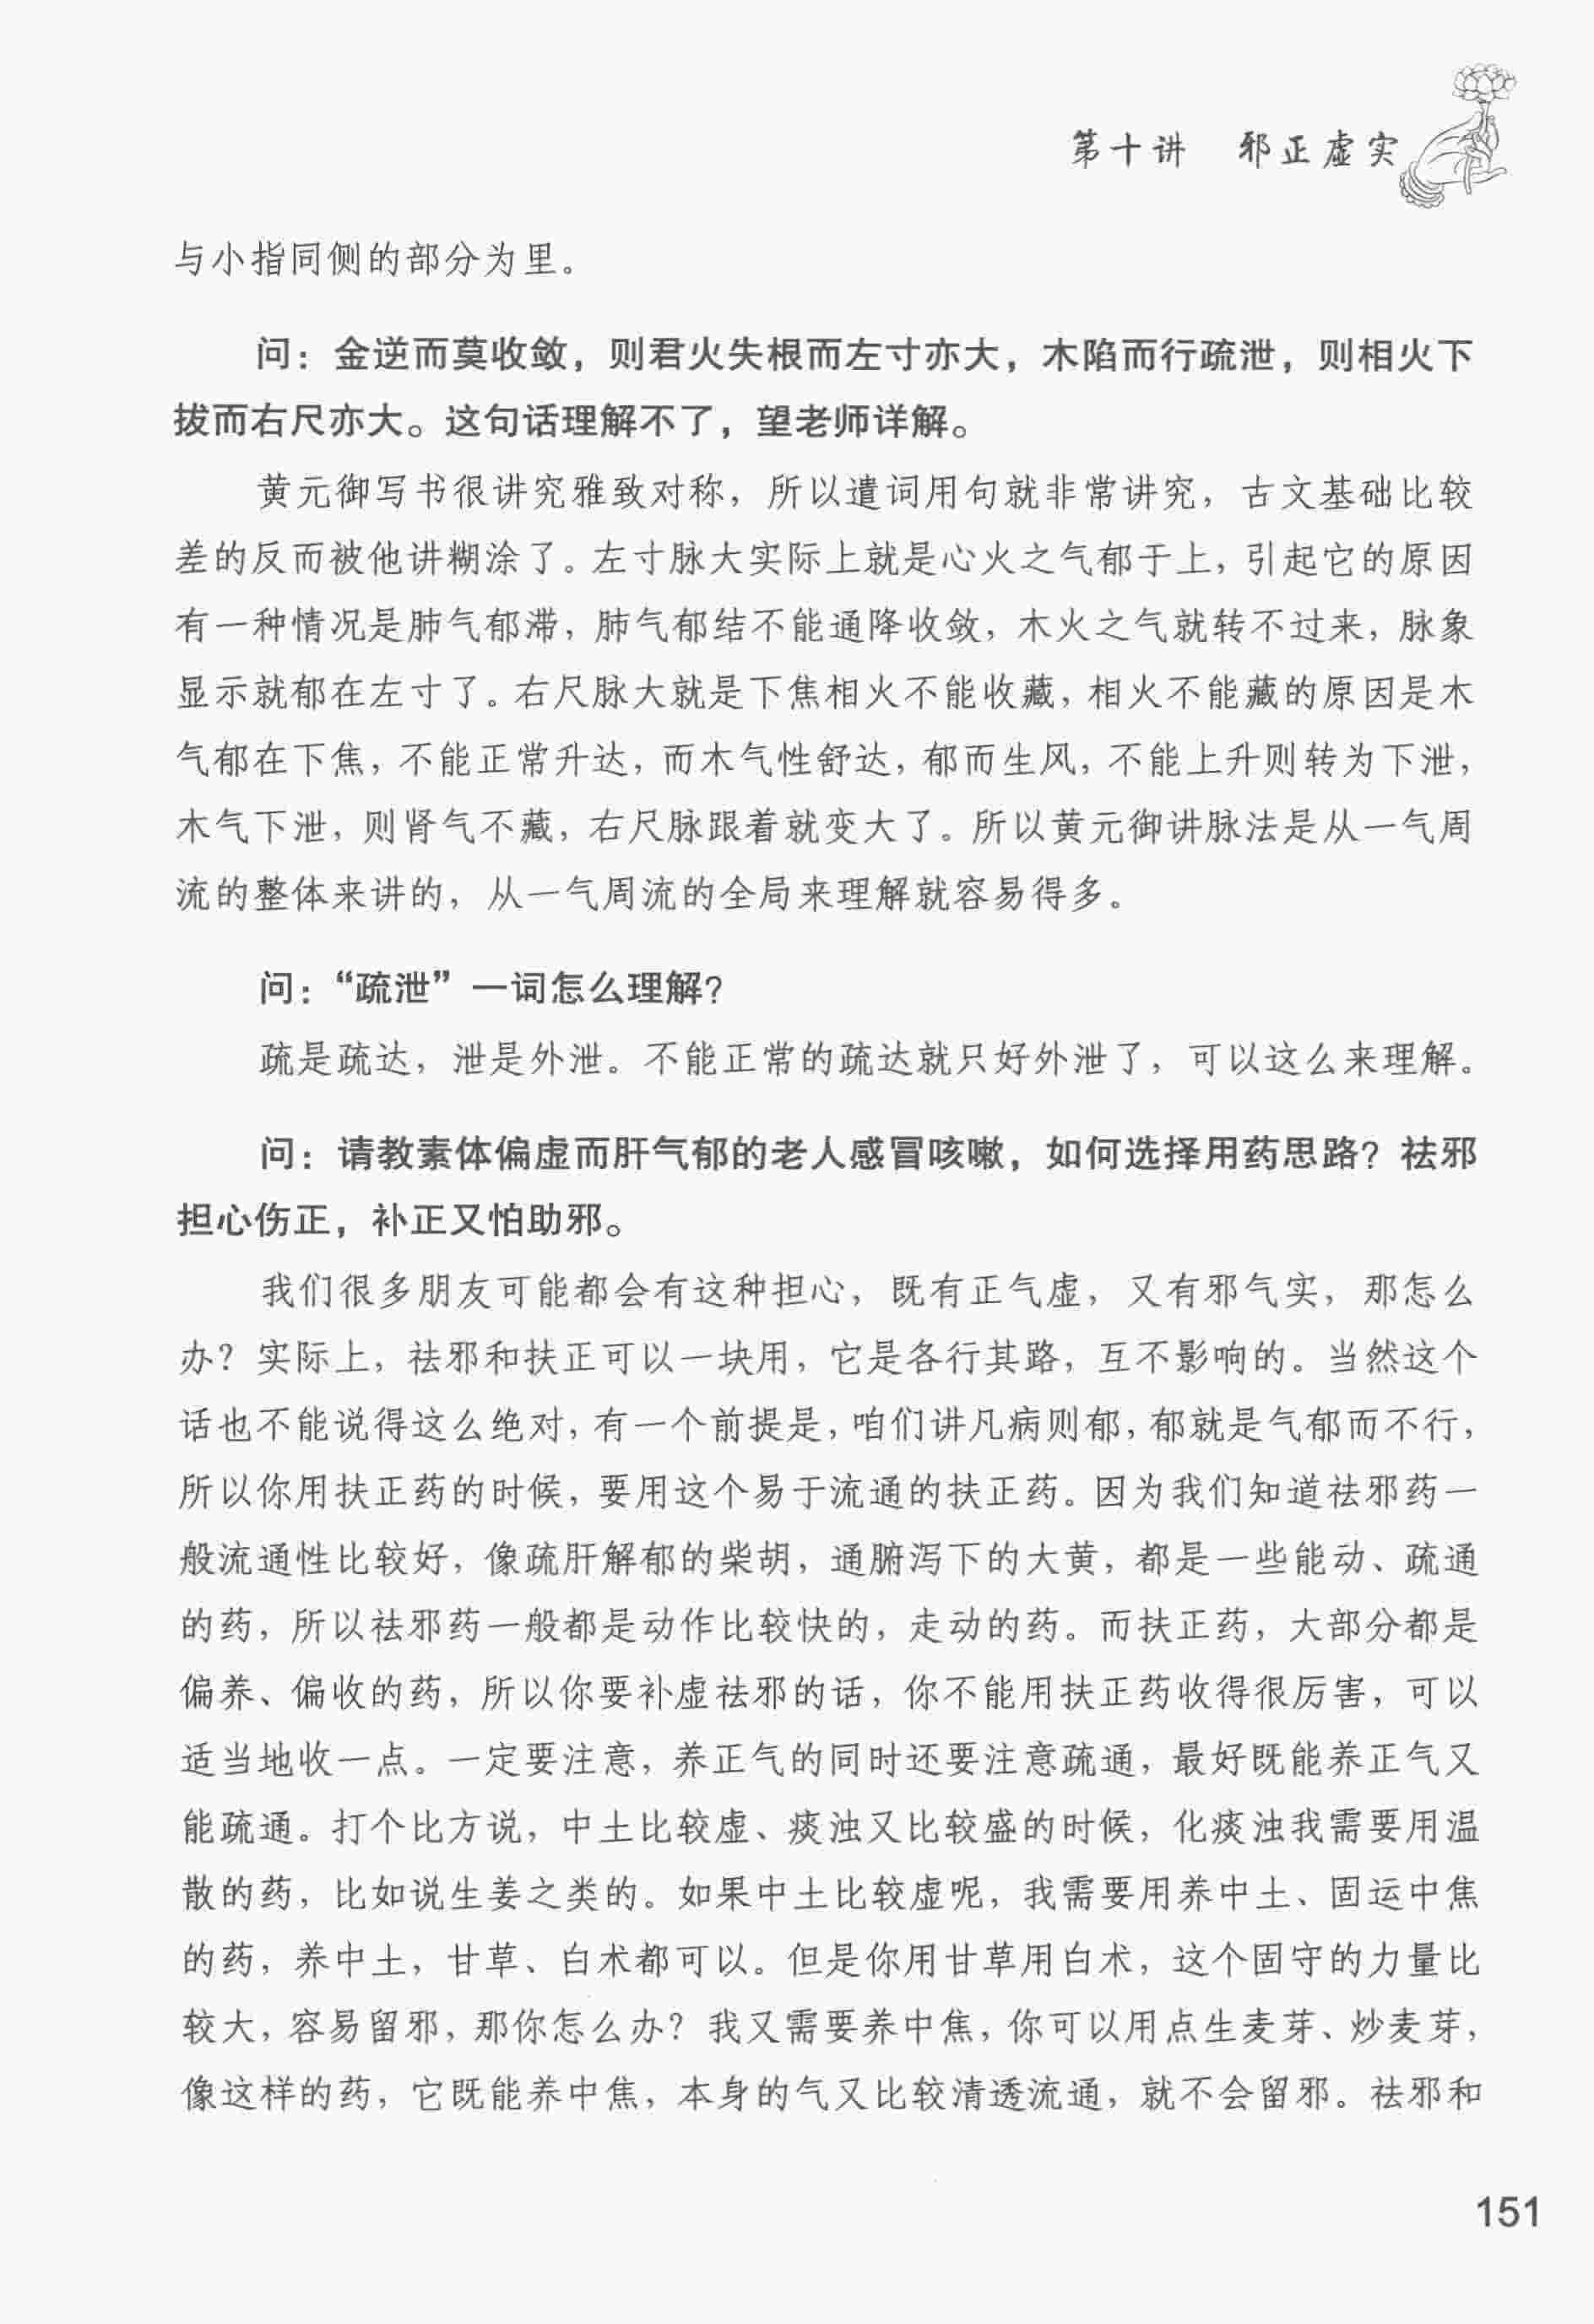 第十讲 邪正虚实
与小指同侧的部分为里。
问：金逆而莫收敛，则君火失根而左寸亦大，木陷而行疏泄，则相火下
拔而右尺亦大。这句话理解不了，望老师详解。
黄元御写书很讲究雅致对称，所以遣词用句就非常讲究，古文基础比较
差的反而被他讲糊涂了。左寸脉大实际上就是心火之气郁于上，引起它的原因
有一种情况是肺气郁滞，肺气郁结不能通降收敛，木火之气就转不过来，脉象
显示就郁在左寸了。右尺脉大就是下焦相火不能收藏，相火不能藏的原因是木
气郁在下焦，不能正常升达，而木气性舒达，郁而生风，不能上升则转为下泄，
木气下泄，则肾气不藏，右尺脉跟着就变大了。所以黄元御讲脉法是从一气周
流的整体来讲的，从一气周流的全局来理解就容易得多。
问：“疏泄”一词怎么理解？
疏是疏达，泄是外泄。不能正常的疏达就只好外泄了，可以这么来理解。
问：请教素体偏虚而肝气郁的老人感冒咳嗽，如何选择用药思路？祛邪
担心伤正，补正又怕助邪。
我们很多朋友可能都会有这种担心，既有正气虚，又有邪气实，那怎么
办？实际上，祛邪和扶正可以一块用，它是各行其路，互不影响的。当然这个
话也不能说得这么绝对，有一个前提是，咱们讲凡病则郁，郁就是气郁而不行，
所以你用扶正药的时候，要用这个易于流通的扶正药。因为我们知道祛邪药一
般流通性比较好，像疏肝解郁的柴胡，通腑泻下的大黄，都是一些能动、疏通
的药，所以祛邪药一般都是动作比较快的，走动的药。而扶正药，大部分都是
偏养、偏收的药，所以你要补虚祛邪的话，你不能用扶正药收得很厉害，可以
适当地收一点。一定要注意，养正气的同时还要注意疏通，最好既能养正气又
能疏通。打个比方说，中土比较虚、痰浊又比较盛的时候，化痰浊我需要用温
散的药，比如说生姜之类的。如果中土比较虚呢，我需要用养中土、固运中焦
的药，养中土，甘草、白术都可以。但是你用甘草用白术，这个固守的力量比
较大，容易留邪，那你怎么办？我又需要养中焦，你可以用点生麦芽、炒麦芽，
像这样的药，它既能养中焦，本身的气又比较清透流通，就不会留邪。祛邪和
151